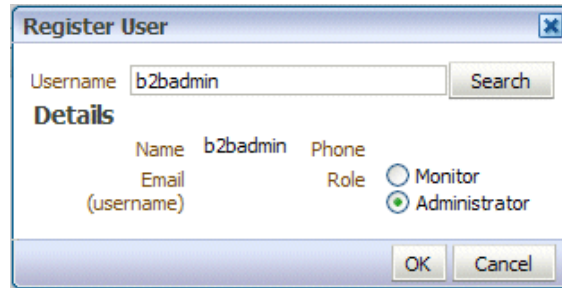 Register User
Username b2badmin Search
Details
Name b2badmin Phone
Email (username) Role Monitor
Administrator
OK Cancel